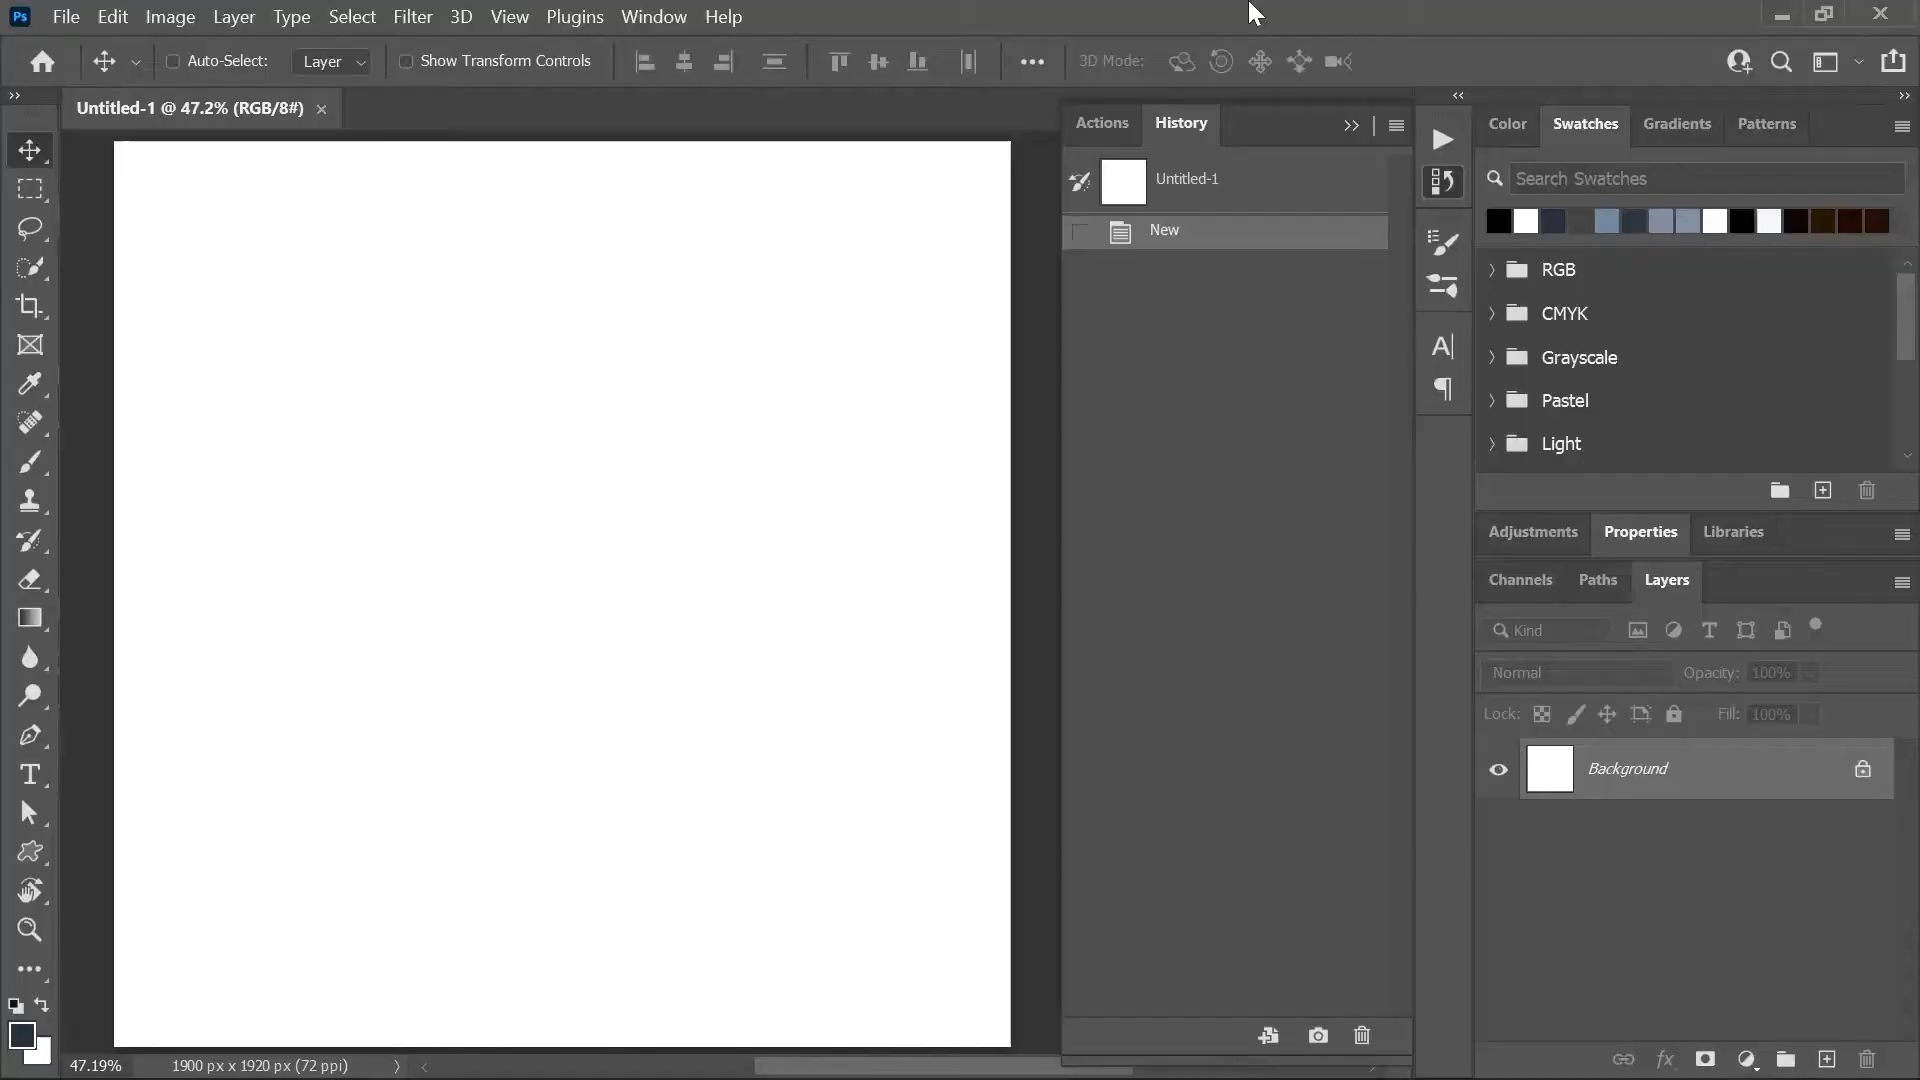 Ps File Edit Image Layer Type Select Filter 3D View Plugins Window Help
Auto-Select: Layer Show Transform Controls 3D Mode:
Untitled-1 @ 47.2% (RGB/8#)
Actions History
Untitled-1
New
Color Swatches Gradients Patterns
Search Swatches
RGB
CMYK
Grayscale
Pastel
Light
Adjustments Properties Libraries
Channels Paths Layers
Kind
Normal Opacity: 100%
Lock: Fill: 100%
Background
fx
47.19% 1900 px x 1920 px (72 ppi)